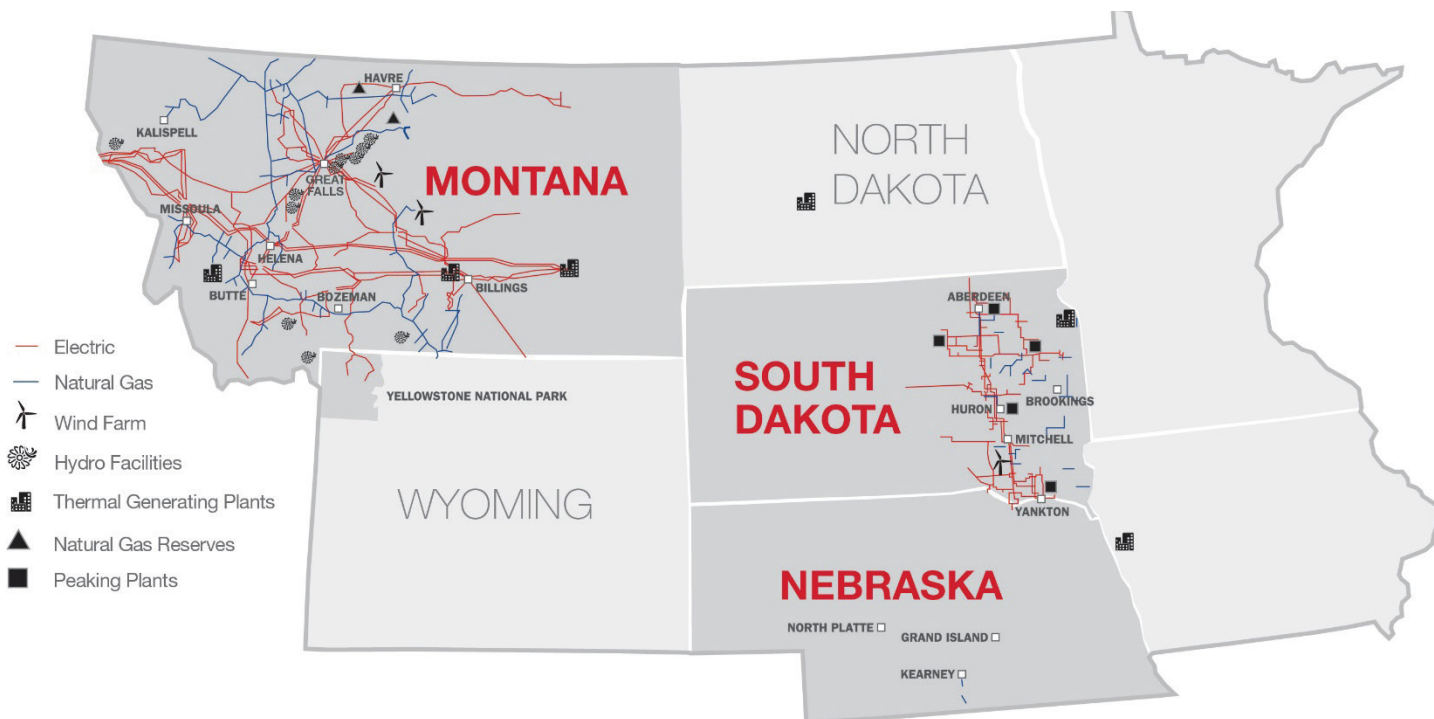 HAVRE
KALISPELL
GREAT
FALLS
MONTANA
MISSOULA
HELENA
BUTTE
BOZEMAN
BILLINGS
NORTH
DAKOTA
ABERDEEN
SOUTH
DAKOTA
HURON
BROOKINGS
MITCHELL
YANKTON
YELLOWSTONE NATIONAL PARK
WYOMING
NEBRASKA
NORTH PLATTE
GRAND ISLAND
KEARNEY
Electric
Natural Gas
Wind Farm
Hydro Facilities
Thermal Generating Plants
Natural Gas Reserves
Peaking Plants